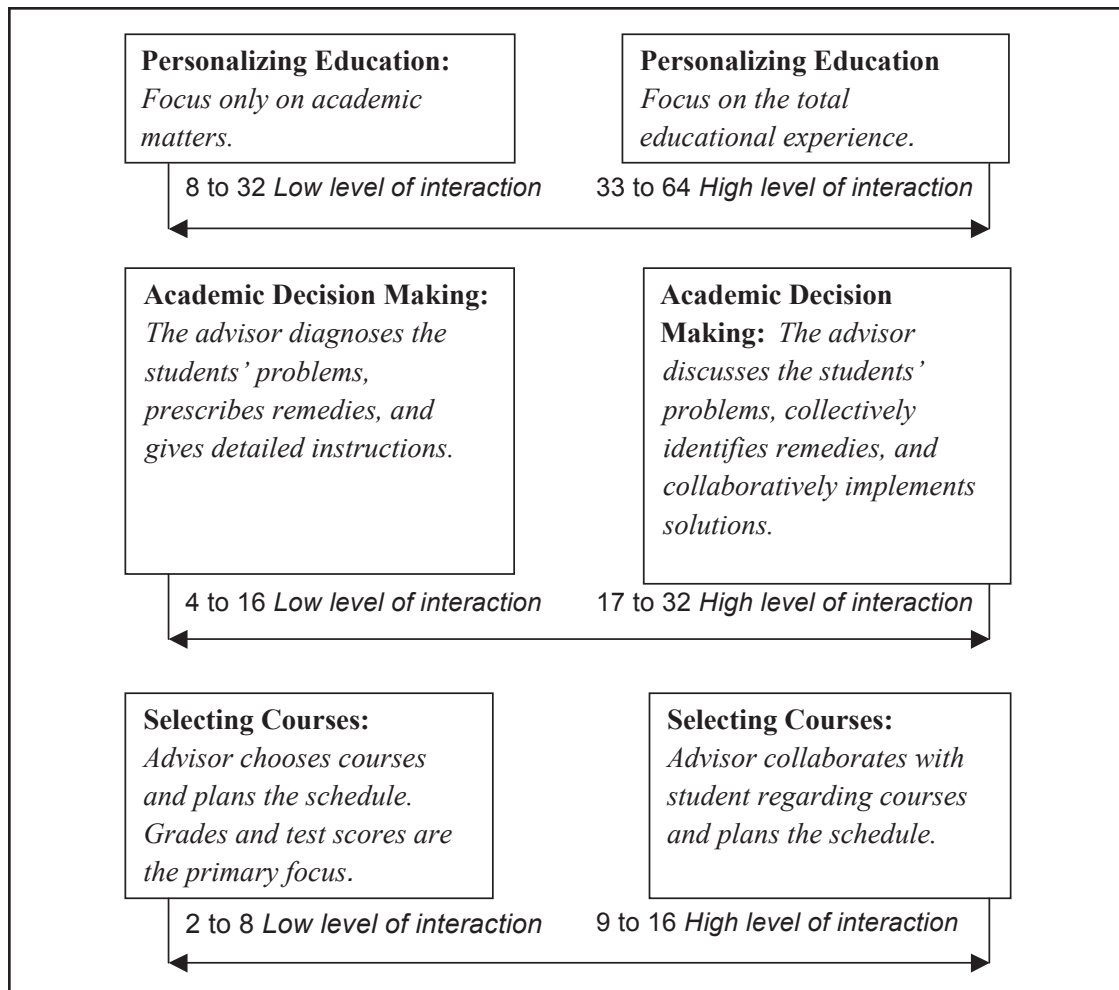 Personalizing Education:
Focus only on academic
matters.
Personalizing Education
Focus on the total
educational experience.
8 to 32 Low level of interaction
33 to 64 High level of interaction
Academic Decision Making:
The advisor diagnoses the
students’ problems,
prescribes remedies, and
gives detailed instructions.
Academic Decision
Making: The advisor
discusses the students’
problems, collectively
identifies remedies, and
collaboratively implements
solutions.
4 to 16 Low level of interaction
17 to 32 High level of interaction
Selecting Courses:
Advisor chooses courses
and plans the schedule.
Grades and test scores are
the primary focus.
Selecting Courses:
Advisor collaborates with
student regarding courses
and plans the schedule.
2 to 8 Low level of interaction
9 to 16 High level of interaction